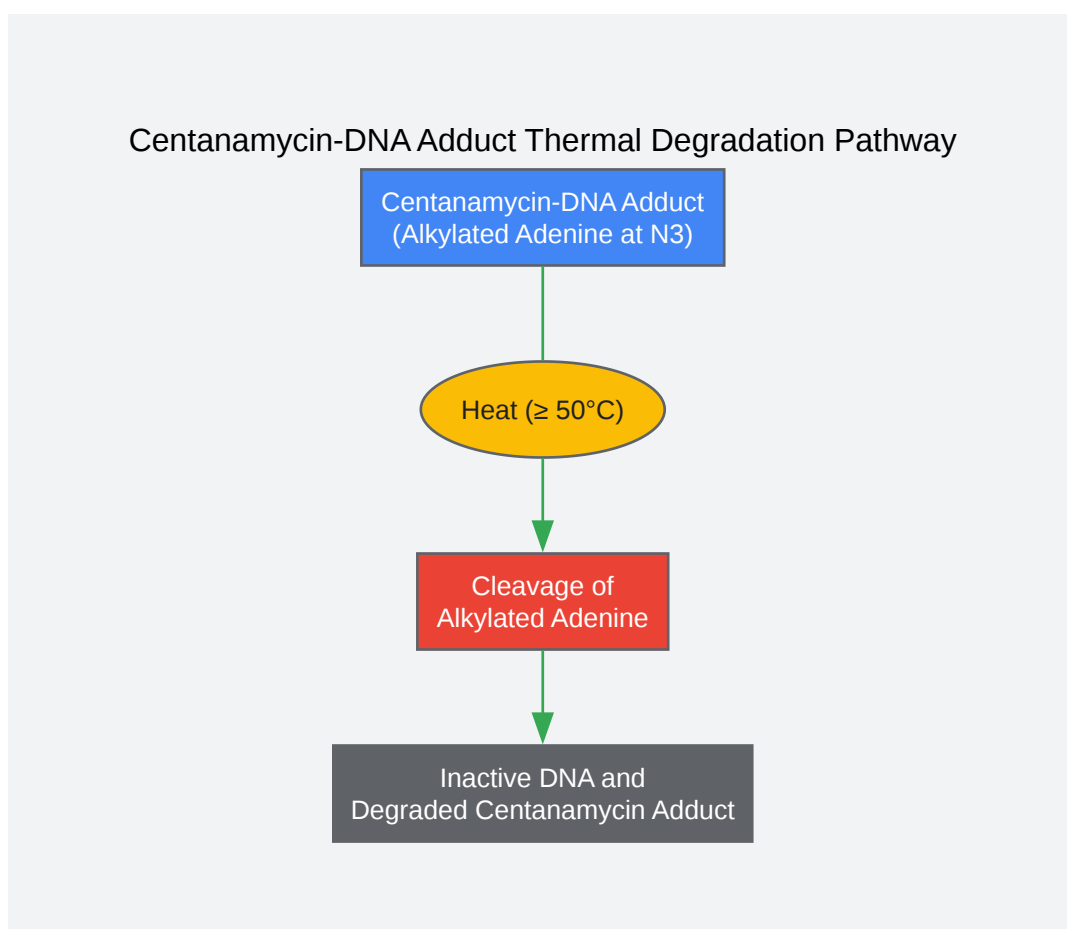 Centanamycin-DNA Adduct Thermal Degradation Pathway
Centanamycin-DNA Adduct
(Alkylated Adenine at N3)
Heat (≥ 50°C)
Cleavage of
Alkylated Adenine
Inactive DNA and
Degraded Centanamycin Adduct